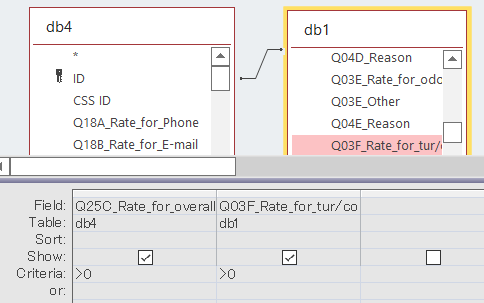 db4
*
ID
CSS ID
Q18A_Rate_for_Phone
Q18B_Rate_for_E-mail
db1
Q04D_Reason
Q03E_Rate_for_odo
Q03E_Other
Q04E_Reason
Q03F_Rate_for_tur/c
Field: Q25C_Rate_for_overall Q03F_Rate_for_tur/co
Table: db4 db1
Sort:
Show:
Criteria: >0 >0
or: